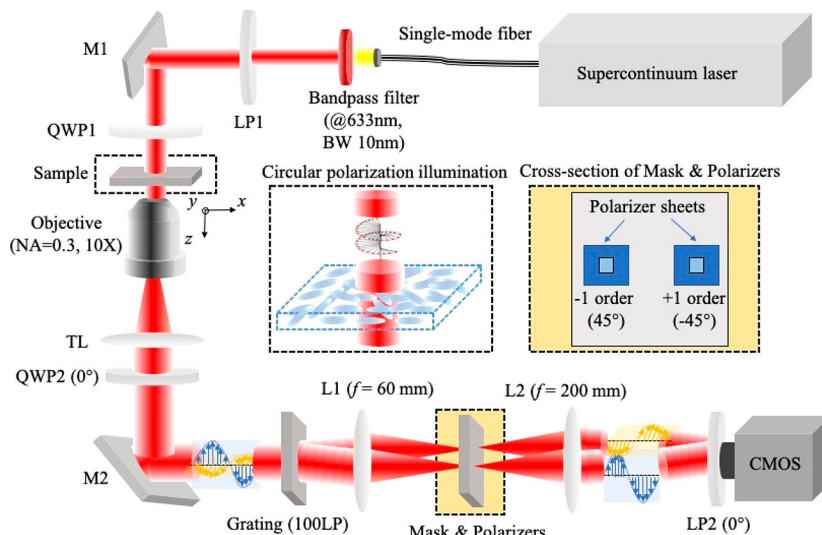 M1
Single-mode fiber
Supercontinuum laser
LP1
Bandpass filter
(@633nm,
BW 10nm)
QWP1
Sample
Circular polarization illumination
Cross-section of Mask & Polarizers
y
x
z
Objective
(NA=0.3, 10X)
Polarizer sheets
-1 order
(45°)
+1 order
(-45°)
TL
QWP2 (0°)
L1 (f = 60 mm)
L2 (f = 200 mm)
M2
CMOS
Grating (100LP)
Mask & Polarizers
LP2 (0°)